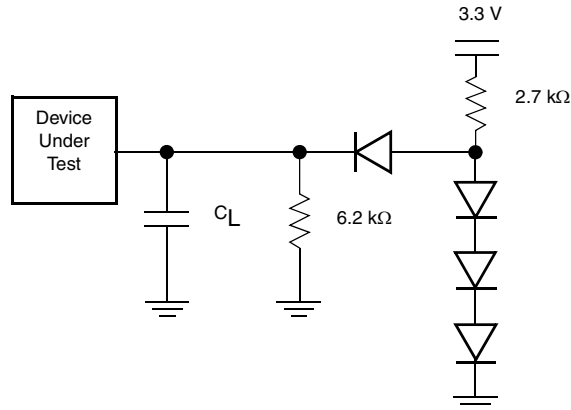 3.3 V
2.7 kΩ
Device
Under
Test
CL
6.2 kΩ